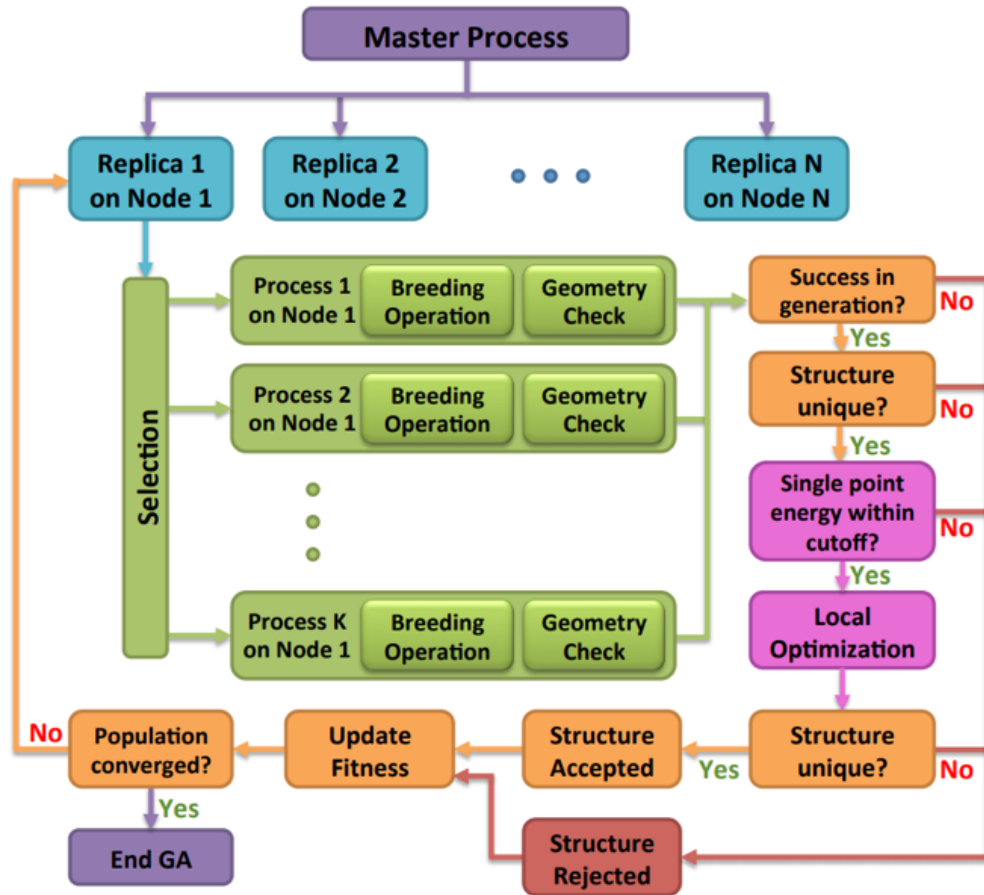 Master Process
Replica 1
on Node 1
Replica 2
on Node 2
Replica N
on Node N
Selection
Process 1
on Node 1
Breeding
Operation
Geometry
Check
Process 2
on Node 1
Breeding
Operation
Geometry
Check
Process K
on Node 1
Breeding
Operation
Geometry
Check
Success in
generation?
No
Yes
Structure
unique?
No
Yes
Single point
energy within
cutoff?
No
Yes
Local
Optimization
Structure
unique?
No
Yes
Structure
Accepted
Update
Fitness
Population
converged?
No
Yes
End GA
Structure
Rejected